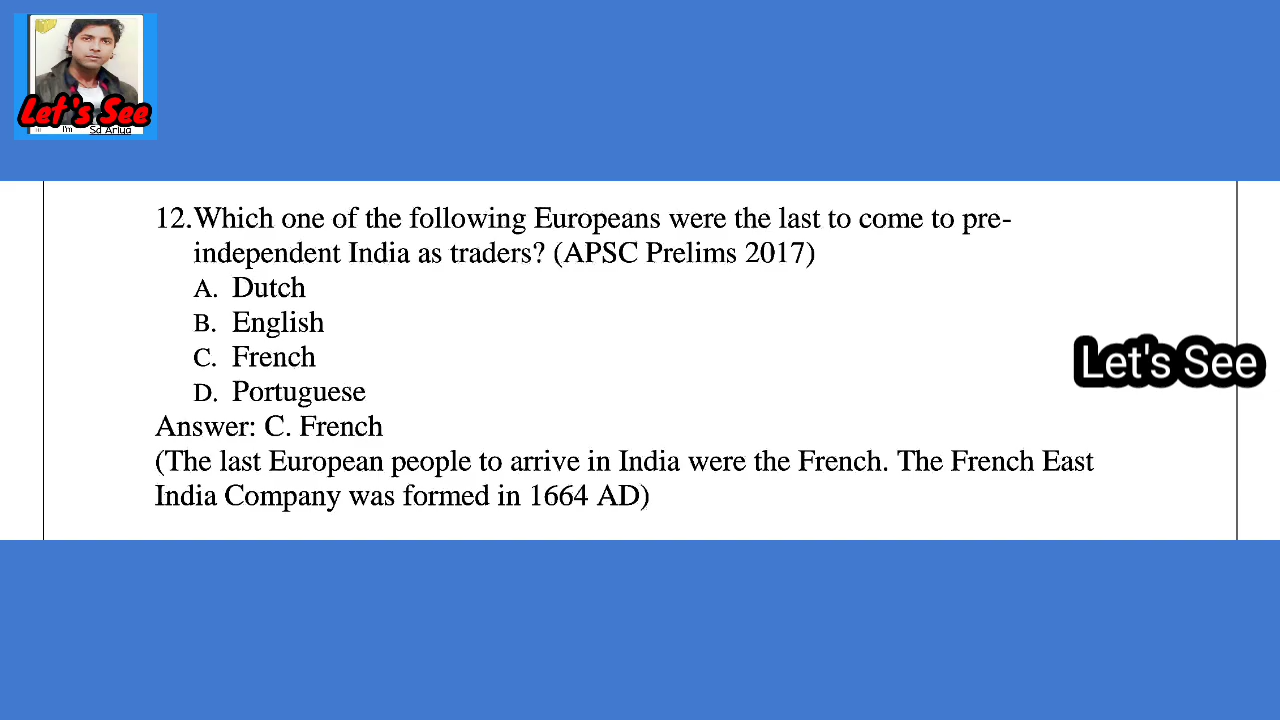 Let's See
I'm Sd Ariya
12.Which one of the following Europeans were the last to come to pre-
independent India as traders? (APSC Prelims 2017)
A. Dutch
B. English
C. French
D. Portuguese
Let's See
Answer: C. French
(The last European people to arrive in India were the French. The French East
India Company was formed in 1664 AD)